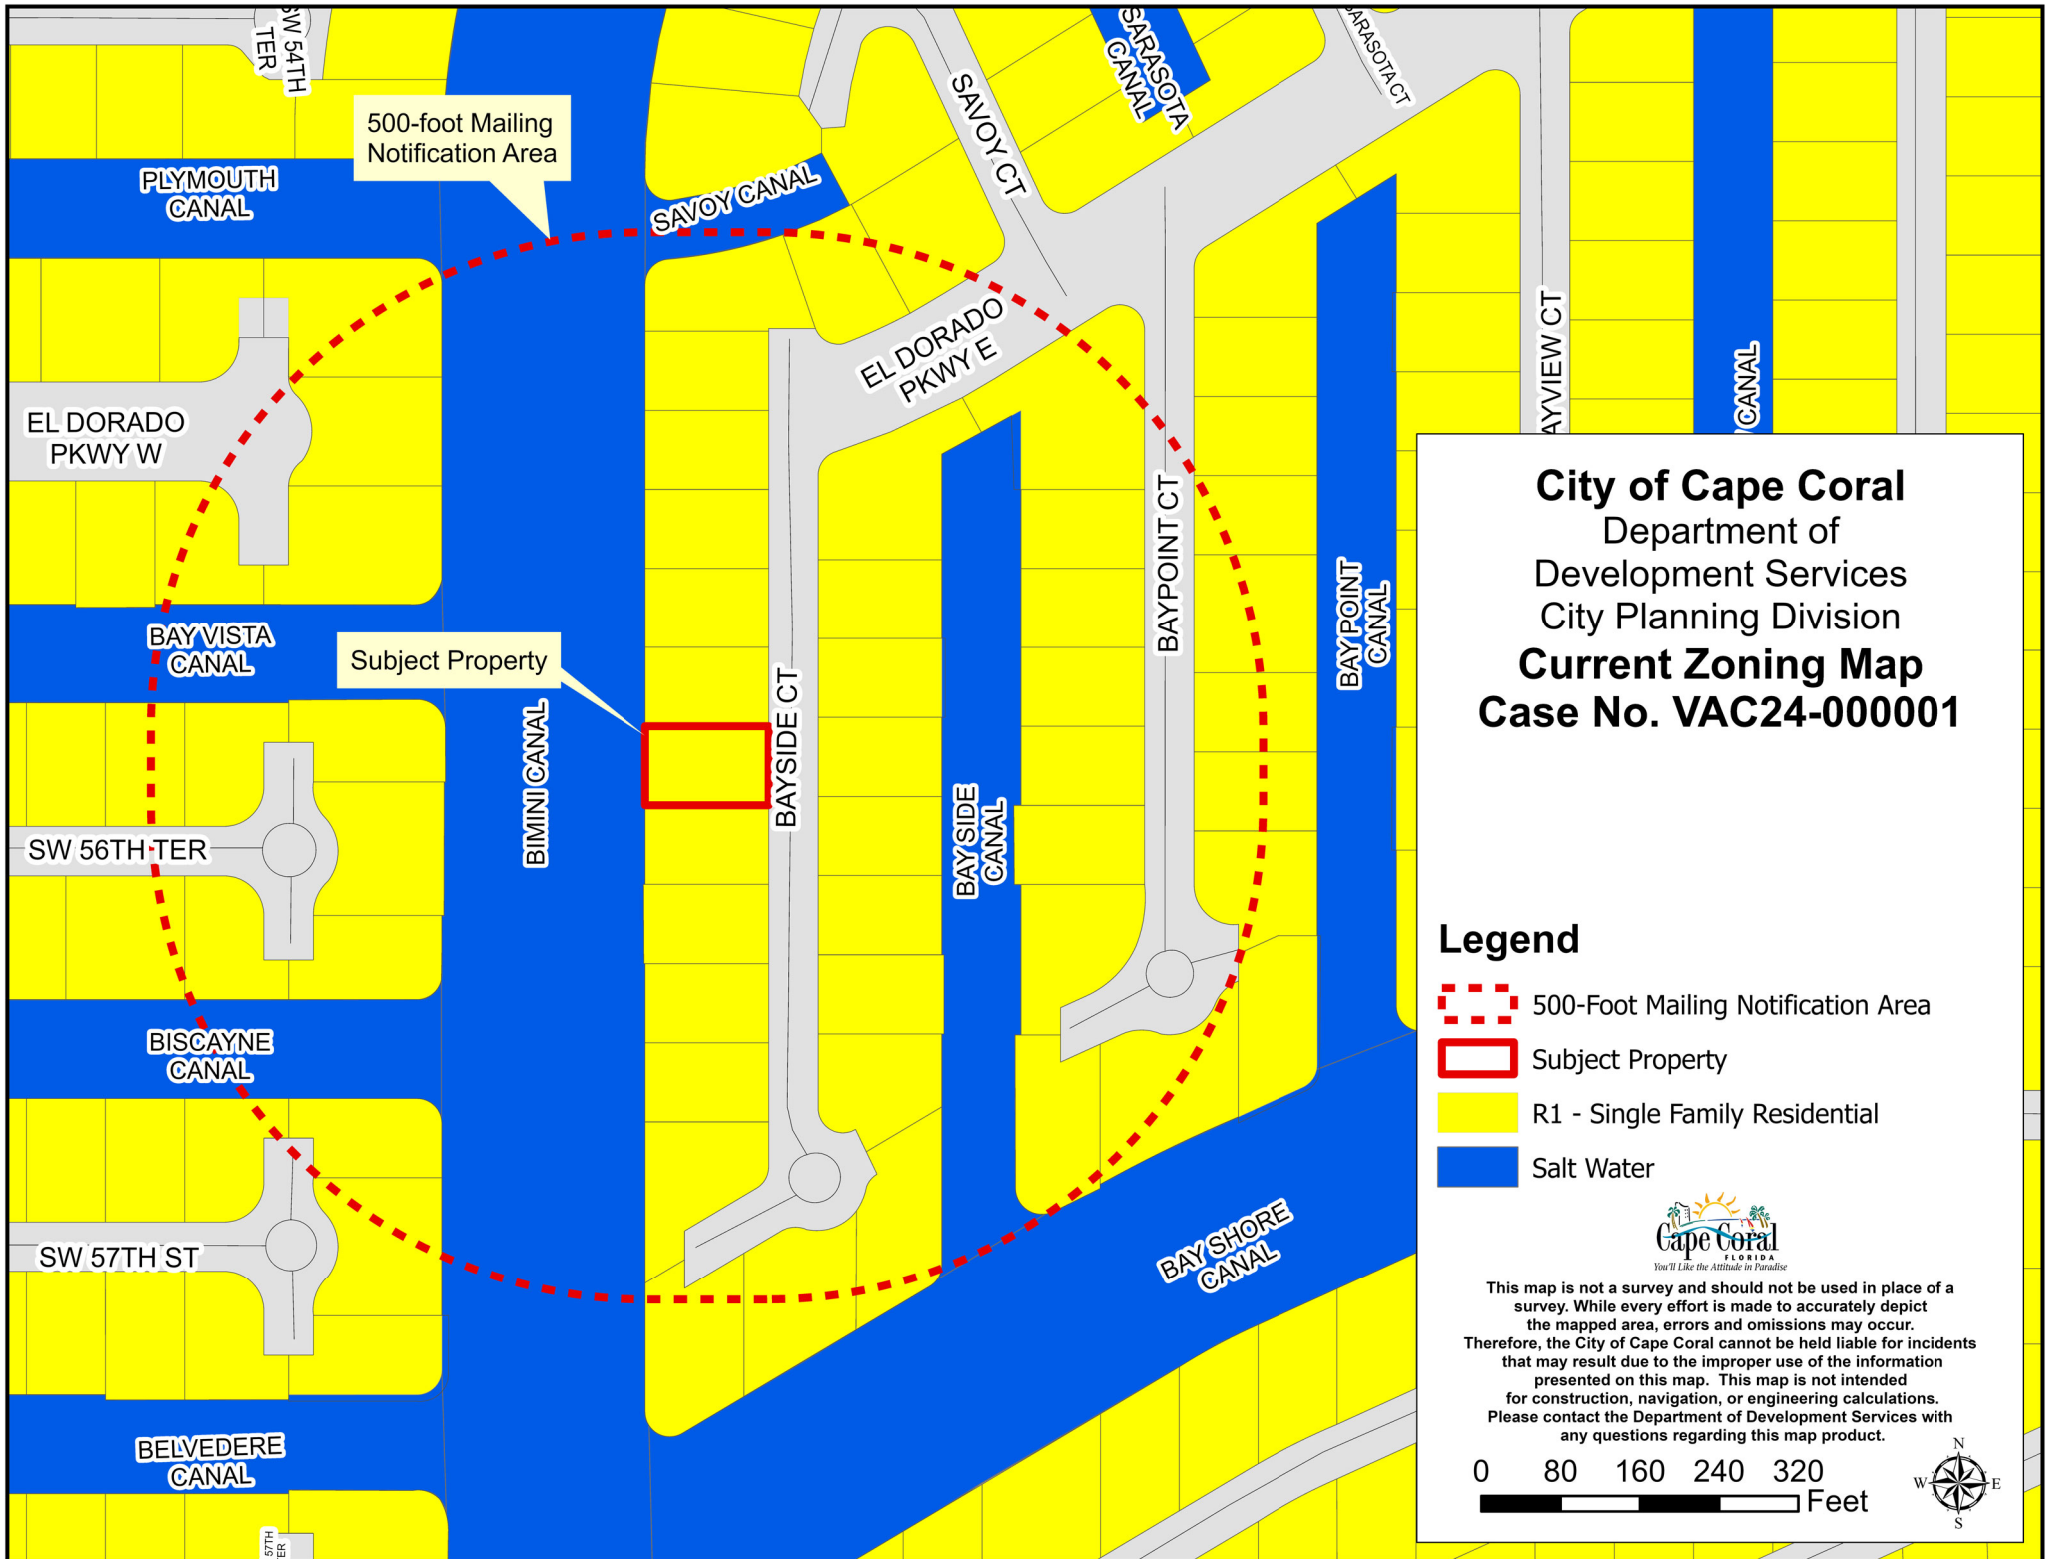 SW 54TH
TER
500-foot Mailing
Notification Area
PLYMOUTH
CANAL
SAVOY CANAL
SAVOY CT
SARASOTA
CANAL
SARASOTA CT
EL DORADO
PKWY E
EL DORADO
PKWY W
BAY VISTA
CANAL
Subject Property
BIMINI CANAL
BAYSIDE CT
BAY SIDE
CANAL
BAYPOINT CT
BAY POINT
CANAL
AYVIEW CT
CANAL
SW 56TH TER
BISCAYNE
CANAL
SW 57TH ST
BAY SHORE
CANAL
BELVEDERE
CANAL
57TH
ER
City of Cape Coral
Department of
Development Services
City Planning Division
Current Zoning Map
Case No. VAC24-000001
Legend
500-Foot Mailing Notification Area
Subject Property
R1 - Single Family Residential
Salt Water
Cape Coral
FLORIDA
You'll Like the Attitude in Paradise
This map is not a survey and should not be used in place of a
survey. While every effort is made to accurately depict
the mapped area, errors and omissions may occur.
Therefore, the City of Cape Coral cannot be held liable for incidents
that may result due to the improper use of the information
presented on this map. This map is not intended
for construction, navigation, or engineering calculations.
Please contact the Department of Development Services with
any questions regarding this map product.
0 80 160 240 320
Feet
N
W E
S